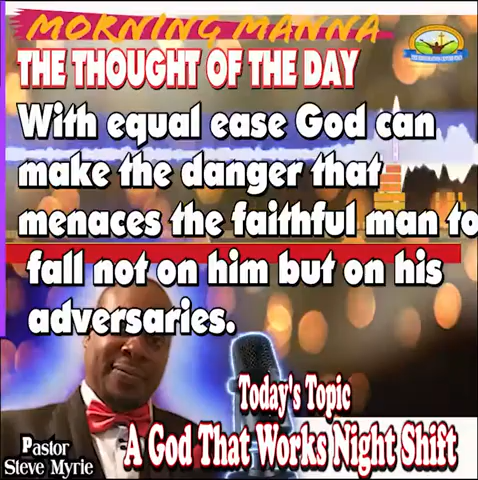 MORNING MANNA
THE THOUGHT OF THE DAY
With equal ease God can
make the danger that
menaces the faithful man to
fall not on him but on his
adversaries.
Today's Topic
A God That Works Night Shift
Pastor
Steve Myrie